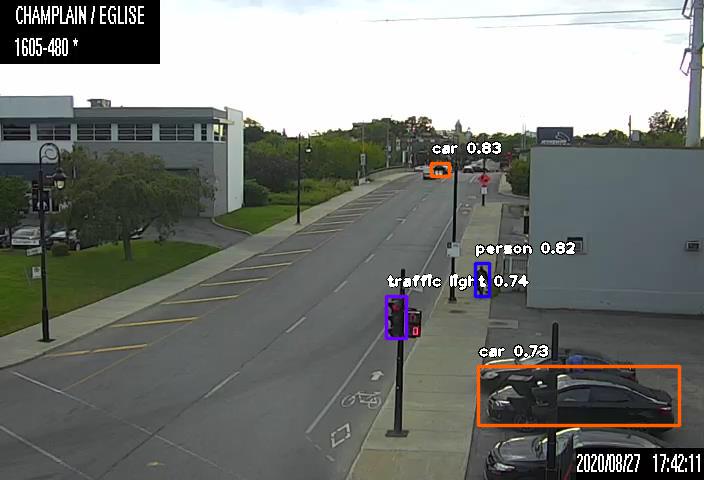 CHAMPLAIN / EGLISE
1605-480 *
car 0.83
person 0.82
traffic light 0.74
car 0.73
2020/08/27 17:42:11